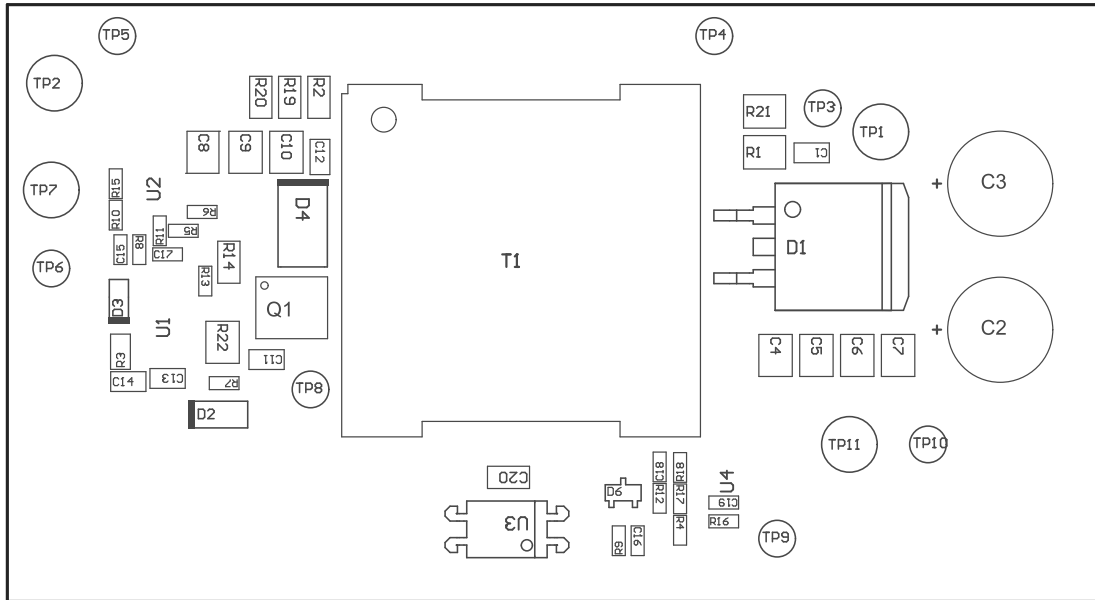 TP5
TP4
TP2
R20
R19
R2
R21
TP3
TP1
C8
C9
C10
C12
R1
C1
TP7
R15
U2
D4
+
C3
R10
R6
R11
R5
C15
R8
C17
T1
D1
TP6
R14
R13
D3
U1
Q1
+
C2
R22
R3
C11
C4
C5
C6
C7
C14
C13
R7
TP8
D2
TP11
TP10
C20
C18
R18
U4
D6
R12
R17
C19
U3
R4
R16
R9
C16
TP9